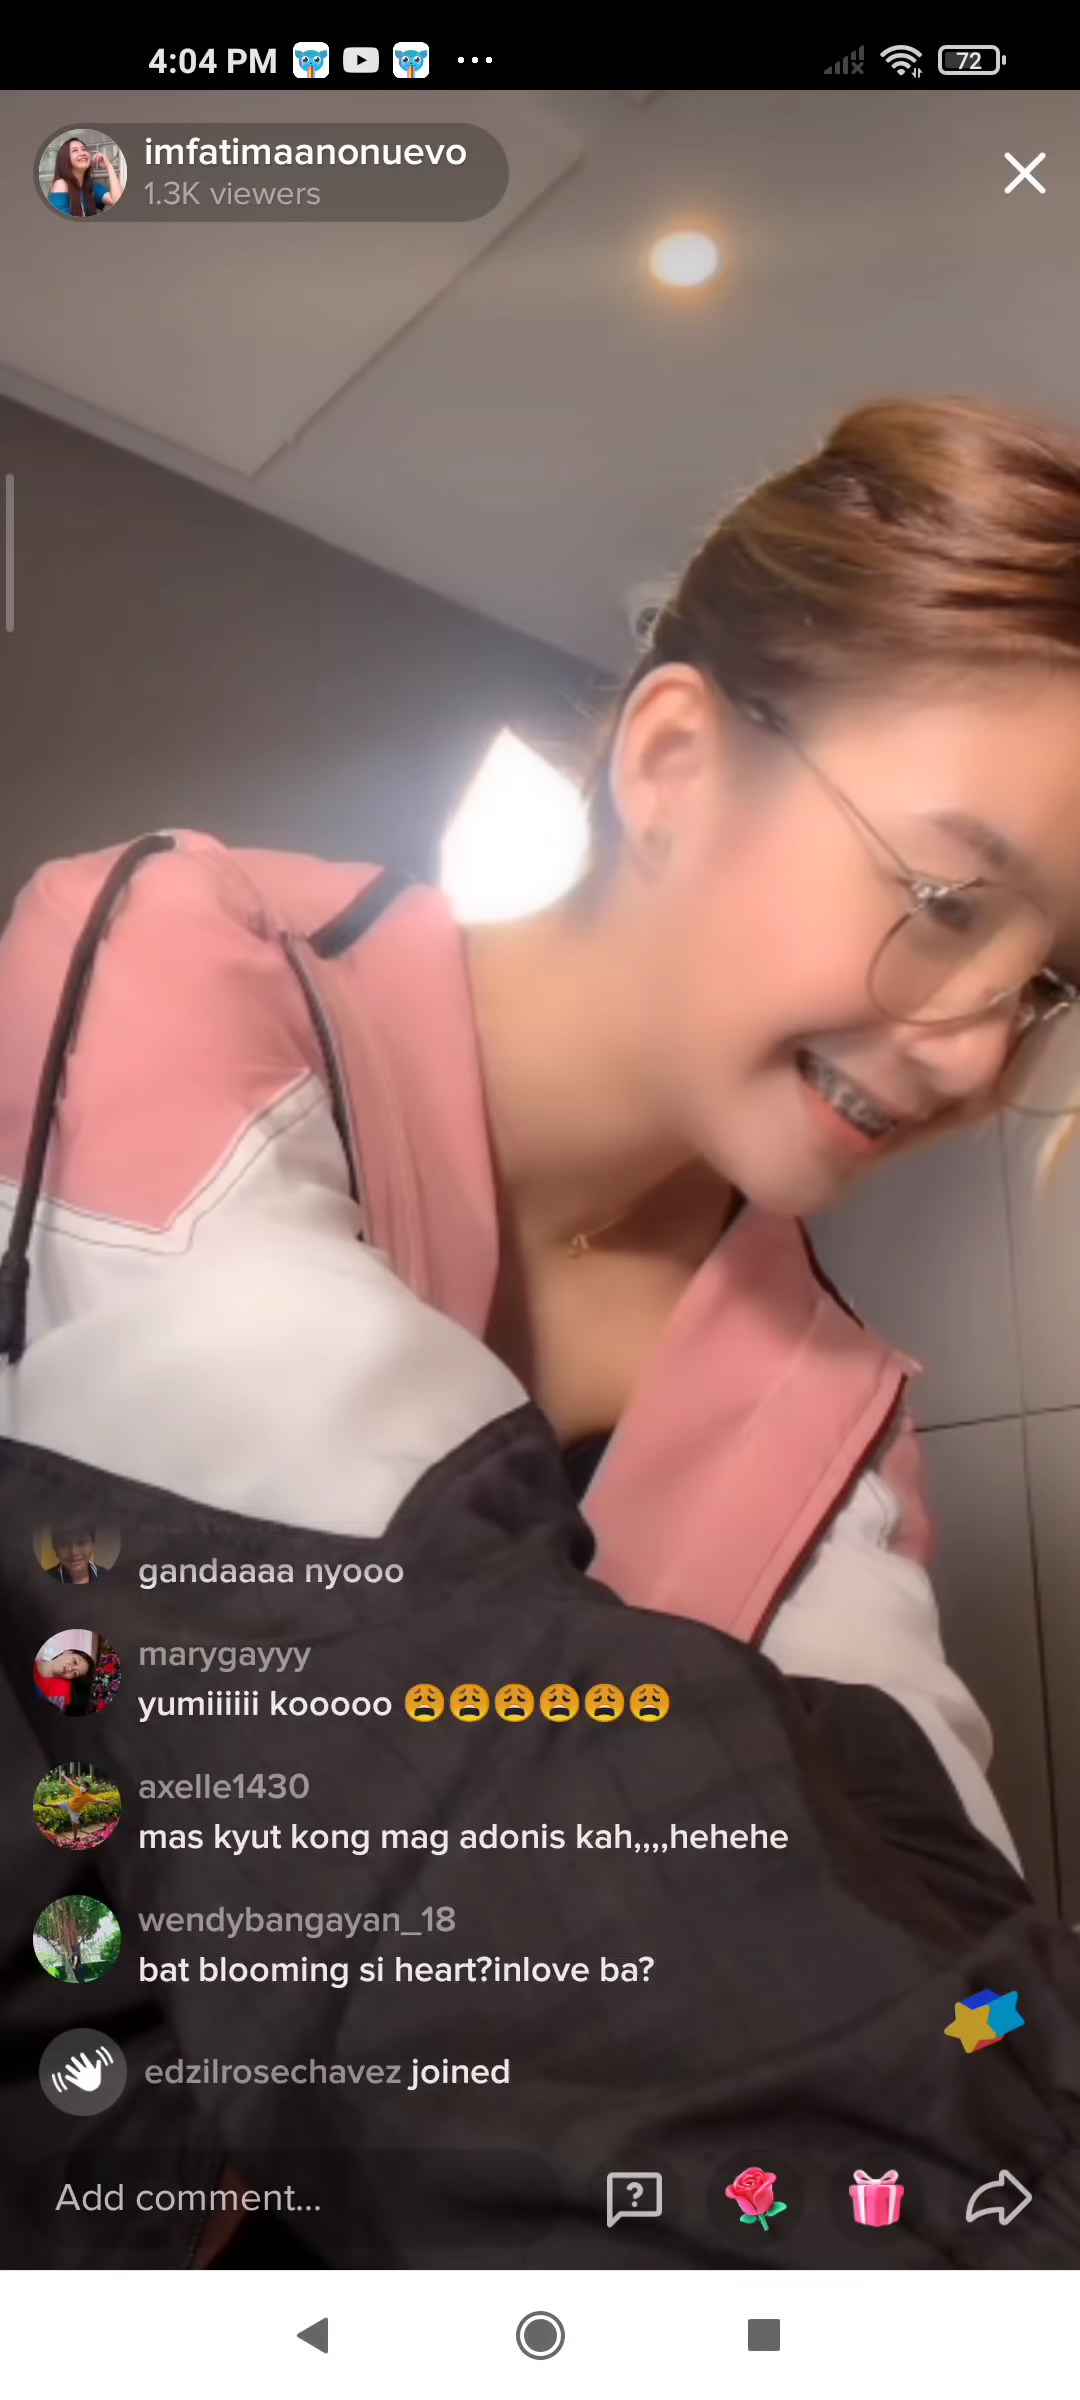 4:04 PM
72
imfatimaanonuevo
1.3K viewers
gandaaaa nyooo
marygayyy
yumiiiiii kooooo 😩😩😩😩😩😩
axelle1430
mas kyut kong mag adonis kah,,,,hehehe
wendybangayan_18
bat blooming si heart?inlove ba?
edzilrosechavez joined
Add comment...